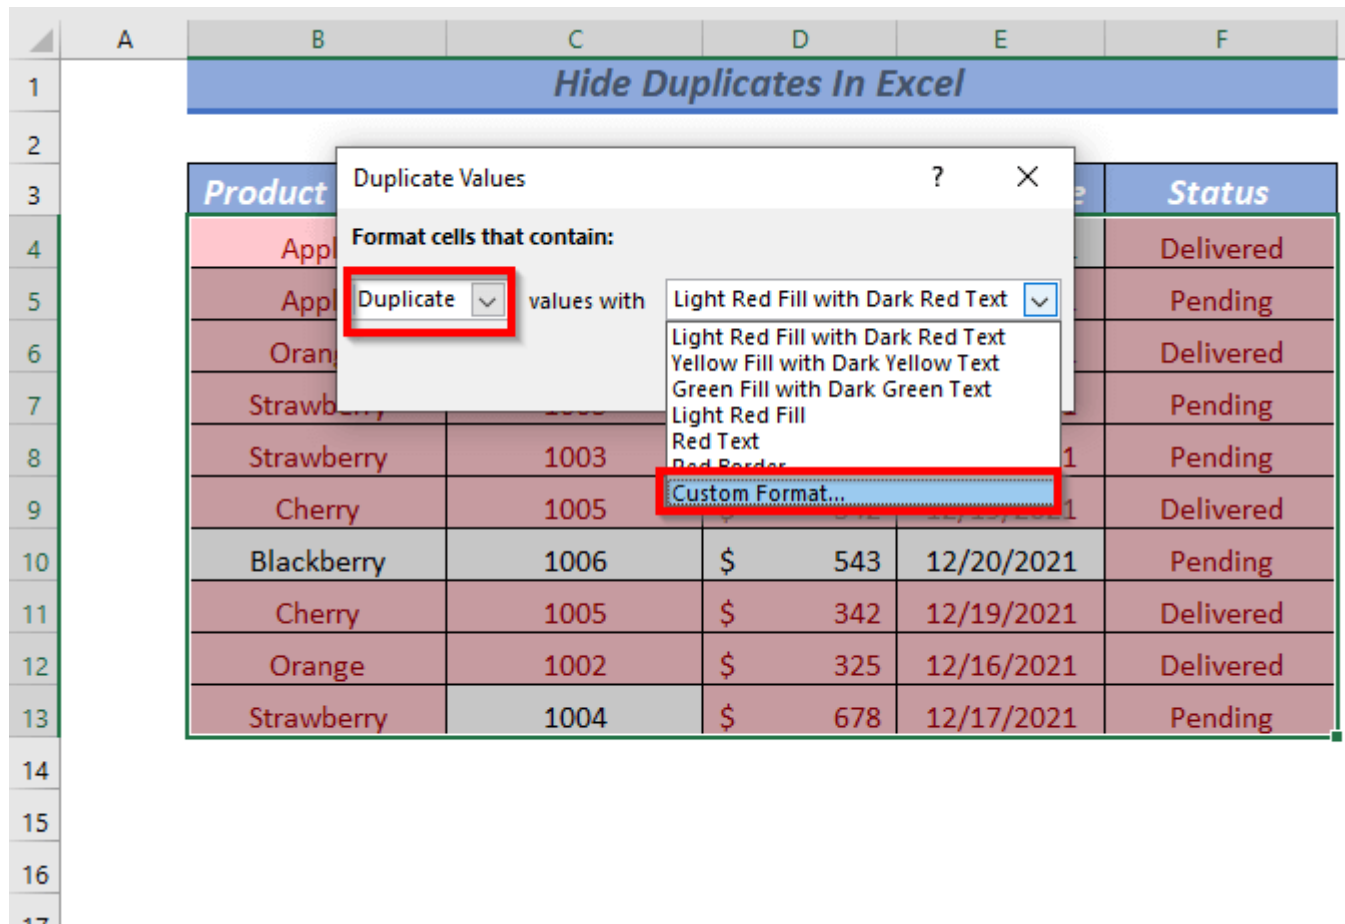 A B C D E F
1 Hide Duplicates In Excel
2
Duplicate Values ? ×
3 Product Status
Format cells that contain:
4 Delivered
5 Duplicate values with Light Red Fill with Dark Red Text Pending
Light Red Fill with Dark Red Text
6 Delivered
Yellow Fill with Dark Yellow Text
Green Fill with Dark Green Text
7 Pending
Light Red Fill
Red Text
8 Strawberry 1003 1 Pending
Red Border
Custom Format...
9 Cherry 1005 Delivered
10 Blackberry 1006 $ 543 12/20/2021 Pending
11 Cherry 1005 $ 342 12/19/2021 Delivered
12 Orange 1002 $ 325 12/16/2021 Delivered
13 Strawberry 1004 $ 678 12/17/2021 Pending
14
15
16
17